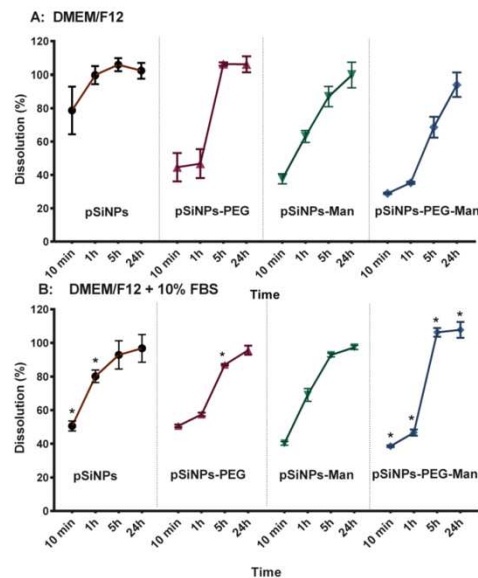 A: DMEM/F12
Dissolution (%)
120
100
80
60
40
20
0
pSiNPs
pSiNPs-PEG
pSiNPs-Man
pSiNPs-PEG-Man
10 min 1h 5h 24h 10 min 1h 5h 24h 10 min 1h 5h 24h 10 min 1h 5h 24h
Time
B: DMEM/F12 + 10% FBS
Dissolution (%)
120
100
80
60
40
20
0
* * * * * * *
pSiNPs
pSiNPs-PEG
pSiNPs-Man
pSiNPs-PEG-Man
10 min 1h 5h 24h 10 min 1h 5h 24h 10 min 1h 5h 24h 10 min 1h 5h 24h
Time